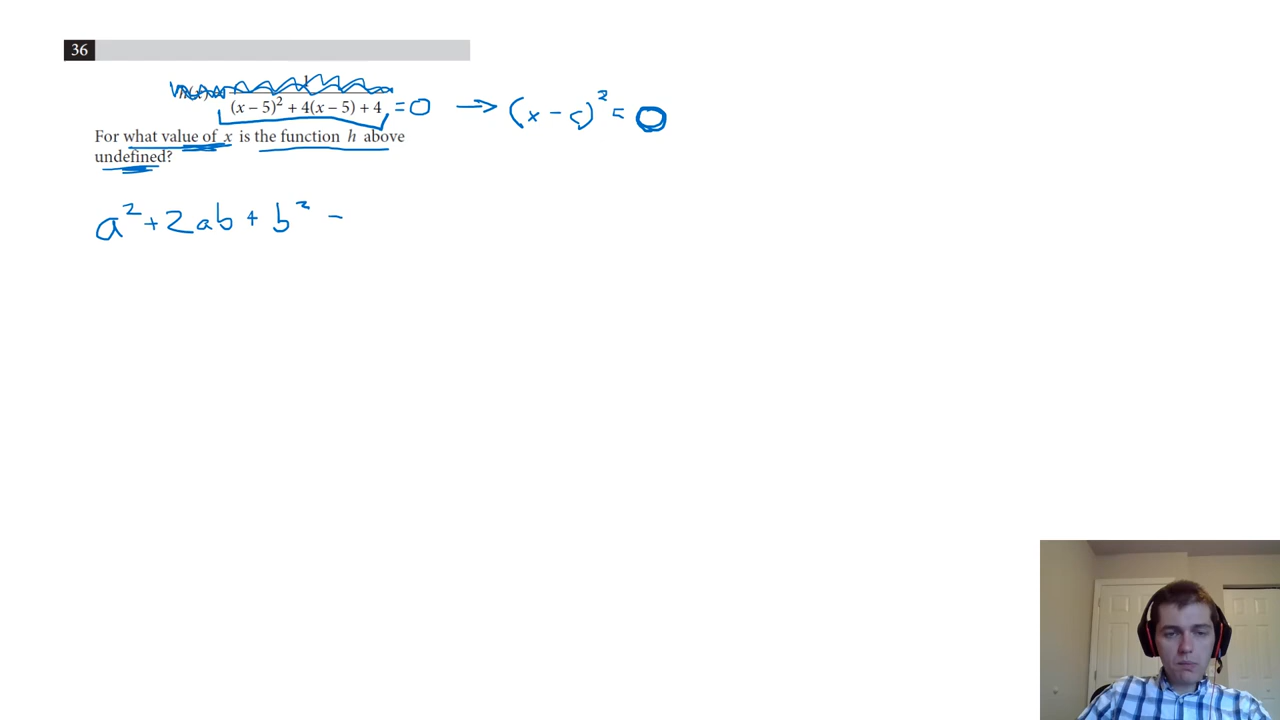 36
1
(x − 5)² + 4(x − 5) + 4 = 0 → (x − 5)² = 0
For what value of x is the function h above
undefined?
a² + 2ab + b² −